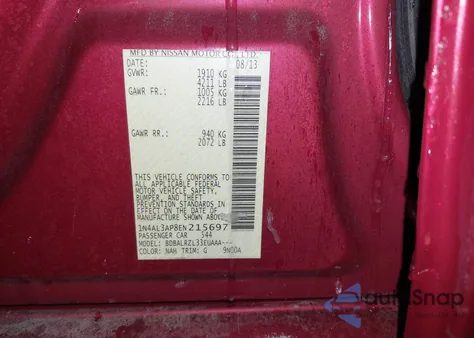 MFD BY NISSAN MOTOR CO., LTD.
DATE: 08/13
GVWR: 1910 KG
4211 LB
GAWR FR.: 1005 KG
2216 LB
GAWR RR.: 940 KG
2072 LB
THIS VEHICLE CONFORMS TO
ALL APPLICABLE FEDERAL
MOTOR VEHICLE SAFETY,
BUMPER, AND THEFT
PREVENTION STANDARDS IN
EFFECT ON THE DATE OF
MANUFACTURE SHOWN ABOVE.
1N4AL3AP8EN215697
PASSENGER CAR 544
MODEL: BDBALRZL33EUAAA---
COLOR: NAH TRIM: G 9N00A
autoSnap